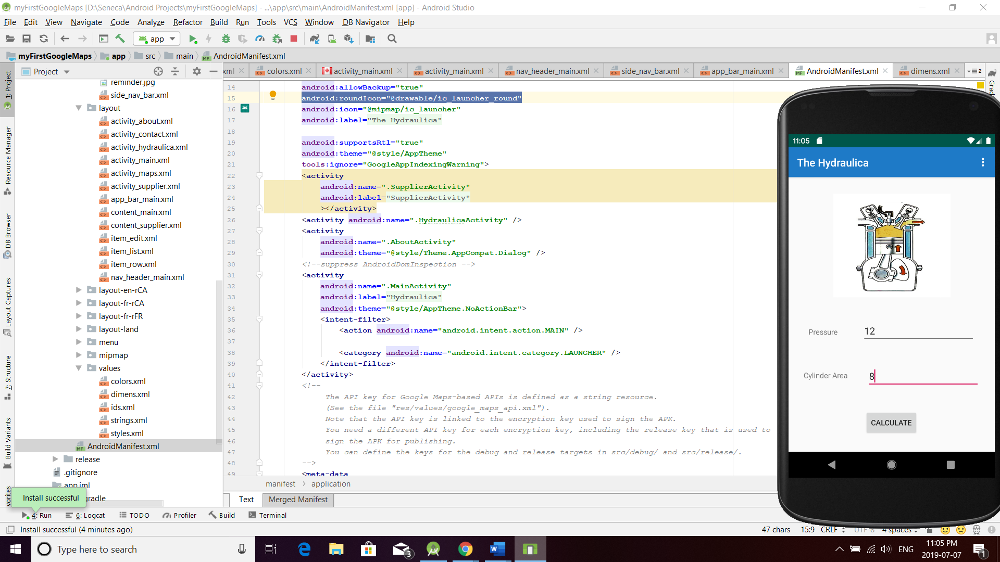 myFirstGoogleMaps [D:\Seneca\Android Projects\myFirstGoogleMaps] - ...\app\src\main\AndroidManifest.xml [app] - Android Studio
File Edit View Navigate Code Analyze Refactor Build Run Tools VCS Window DB Navigator Help
app
myFirstGoogleMaps app src main AndroidManifest.xml
Project
xml colors.xml activity_main.xml activity_main.xml nav_header_main.xml side_nav_bar.xml app_bar_main.xml AndroidManifest.xml dimens.xml 2
1: Project
Resource Manager
DB Browser
Layout Captures
7: Structure
Build Variants
reminder.jpg
side_nav_bar.xml
layout
activity_about.xml
activity_contact.xml
activity_hydraulica.xml
activity_main.xml
activity_maps.xml
activity_supplier.xml
app_bar_main.xml
content_main.xml
content_supplier.xml
item_edit.xml
item_list.xml
item_row.xml
nav_header_main.xml
layout-en-rCA
layout-fr-rCA
layout-fr-rFR
layout-land
menu
mipmap
values
colors.xml
dimens.xml
ids.xml
strings.xml
styles.xml
AndroidManifest.xml
release
.gitignore
app.iml
14 android:allowBackup="true"
15 android:roundIcon="@drawable/ic_launcher_round"
16 android:icon="@mipmap/ic_launcher"
17 android:label="The Hydraulica"
18
19 android:supportsRtl="true"
20 android:theme="@style/AppTheme"
21 tools:ignore="GoogleAppIndexingWarning">
22 <activity
23 android:name=".SupplierActivity"
24 android:label="SupplierActivity"
25 ></activity>
26 <activity android:name=".HydraulicaActivity" />
27 <activity
28 android:name=".AboutActivity"
29 android:theme="@style/Theme.AppCompat.Dialog" />
30 <!--suppress AndroidDomInspection -->
31 <activity
32 android:name=".MainActivity"
33 android:label="Hydraulica"
34 android:theme="@style/AppTheme.NoActionBar">
35 <intent-filter>
36 <action android:name="android.intent.action.MAIN" />
37
38 <category android:name="android.intent.category.LAUNCHER" />
39 </intent-filter>
40 </activity>
41 <!--
42 The API key for Google Maps-based APIs is defined as a string resource.
43 (See the file "res/values/google_maps_api.xml").
44 Note that the API key is linked to the encryption key used to sign the APK.
45 You need a different API key for each encryption key, including the release key that is used to
46 sign the APK for publishing.
47 You can define the keys for the debug and release targets in src/debug/ and src/release/.
48 -->
49 <meta-data
manifest application
Text Merged Manifest
11:05
The Hydraulica
Pressure 12
Cylinder Area 8
CALCULATE
Install successful
4: Run 6: Logcat TODO Profiler Build Terminal
Install successful (4 minutes ago)
47 chars 15:9 CRLF UTF-8 4 spaces
Type here to search
3
ENG
11:05 PM
2019-07-07
1